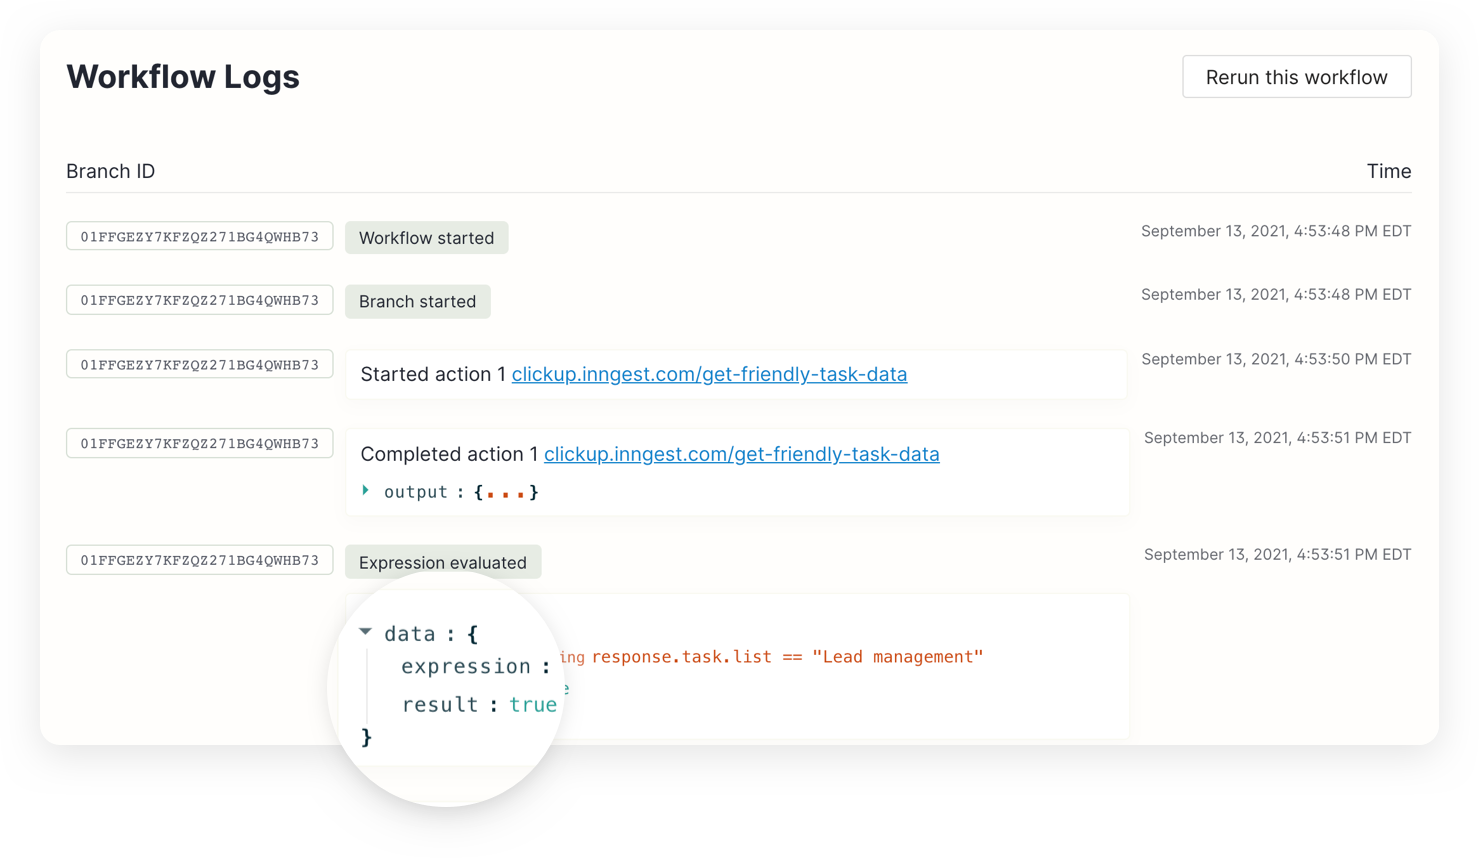 Workflow Logs
Rerun this workflow
Branch ID
Time
01FFGEZY7KFZQZ271BG4QWHB73 Workflow started September 13, 2021, 4:53:48 PM EDT
01FFGEZY7KFZQZ271BG4QWHB73 Branch started September 13, 2021, 4:53:48 PM EDT
01FFGEZY7KFZQZ271BG4QWHB73 Started action 1 clickup.inngest.com/get-friendly-task-data September 13, 2021, 4:53:50 PM EDT
01FFGEZY7KFZQZ271BG4QWHB73 Completed action 1 clickup.inngest.com/get-friendly-task-data September 13, 2021, 4:53:51 PM EDT
output : {...}
01FFGEZY7KFZQZ271BG4QWHB73 Expression evaluated September 13, 2021, 4:53:51 PM EDT
data : {
expression : ing response.task.list == "Lead management"
result : true
}